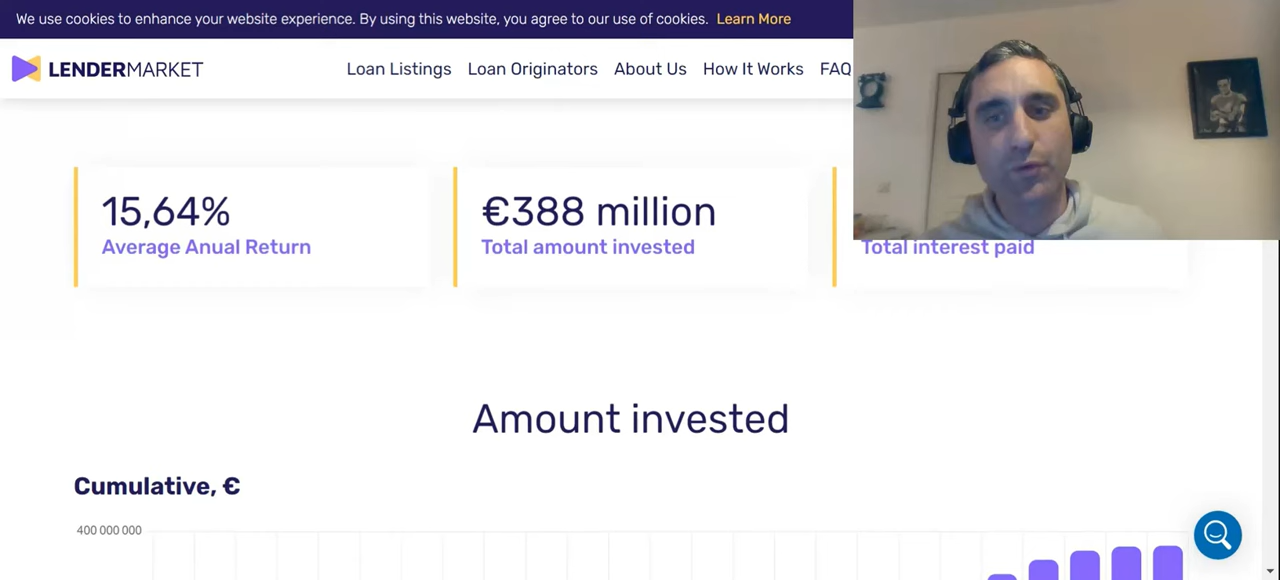 We use cookies to enhance your website experience. By using this website, you agree to our use of cookies. Learn More
LENDERMARKET
Loan Listings Loan Originators About Us How It Works FAQ
15,64%
Average Anual Return
€388 million
Total amount invested
Total interest paid
Amount invested
Cumulative, €
400 000 000